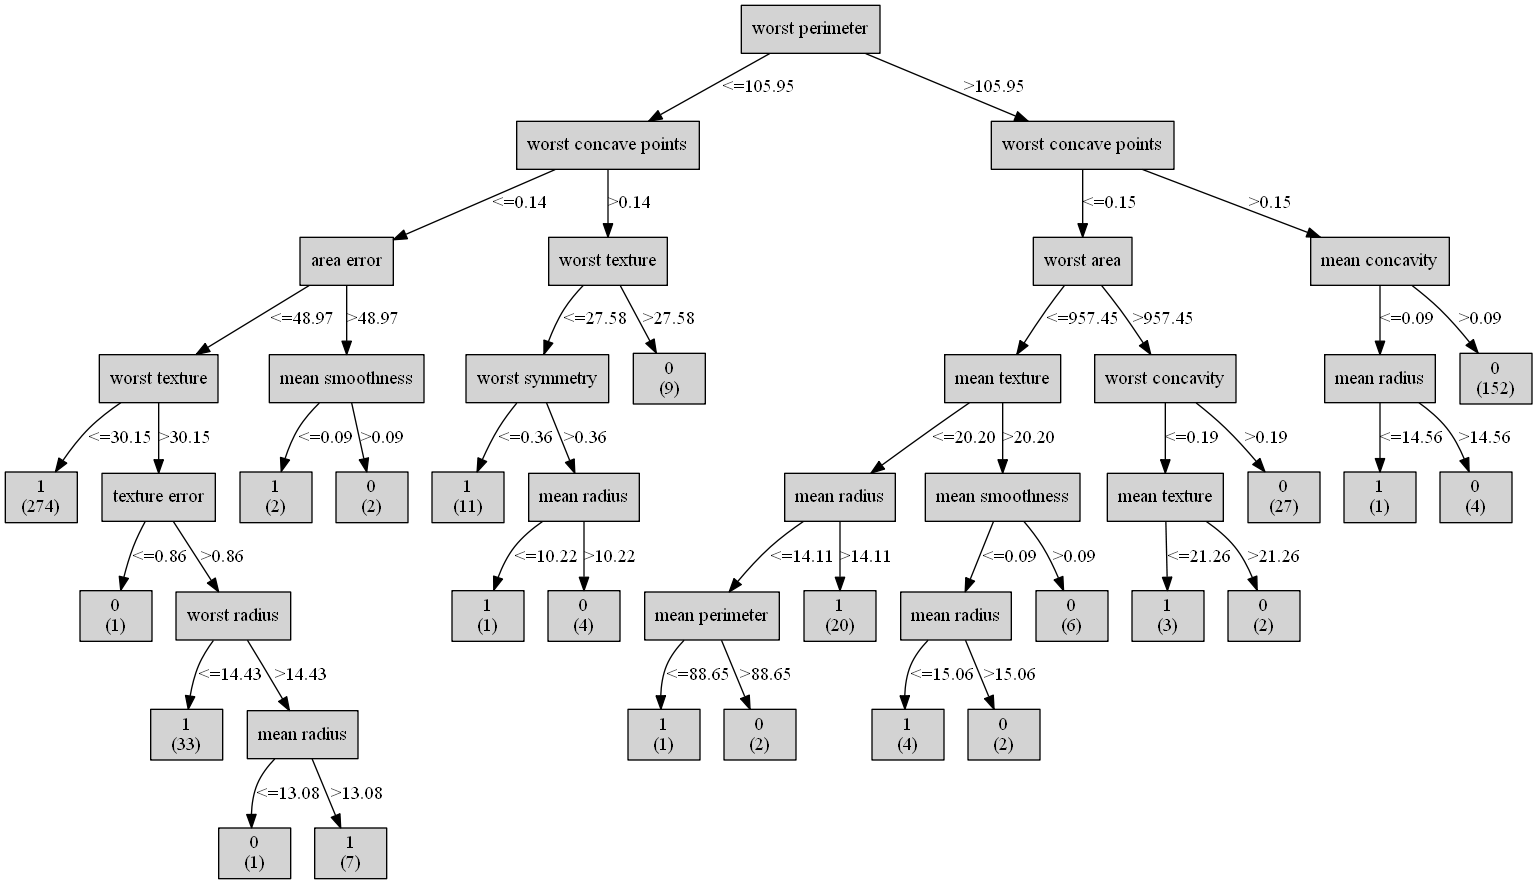 worst perimeter
<=105.95 >105.95
worst concave points worst concave points
<=0.14 >0.14 <=0.15 >0.15
area error worst texture worst area mean concavity
<=48.97 >48.97 <=27.58 >27.58 <=957.45 >957.45 <=0.09 >0.09
worst texture mean smoothness worst symmetry 0 mean texture worst concavity mean radius 0
(9) (152)
<=30.15 >30.15 <=0.09 >0.09 <=0.36 >0.36 <=20.20 >20.20 <=0.19 >0.19 <=14.56 >14.56
1 texture error 1 0 1 mean radius mean radius mean smoothness mean texture 0 1 0
(274) (2) (2) (11) (27) (1) (4)
<=0.86 >0.86 <=10.22 >10.22 <=14.11 >14.11 <=0.09 >0.09 <=21.26 >21.26
0 worst radius 1 0 mean perimeter 1 mean radius 0 1 0
(1) (1) (4) (20) (6) (3) (2)
<=14.43 >14.43 <=88.65 >88.65 <=15.06 >15.06
1 mean radius 1 0 1 0
(33) (1) (2) (4) (2)
<=13.08 >13.08
0 1
(1) (7)